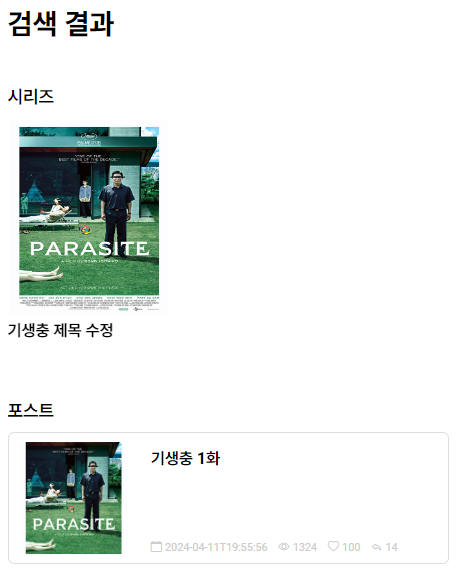 검색 결과
시리즈
PARASITE
기생충 제목 수정
포스트
기생충 1화
PARASITE
2024-04-11T19:55:56 1324 100 14